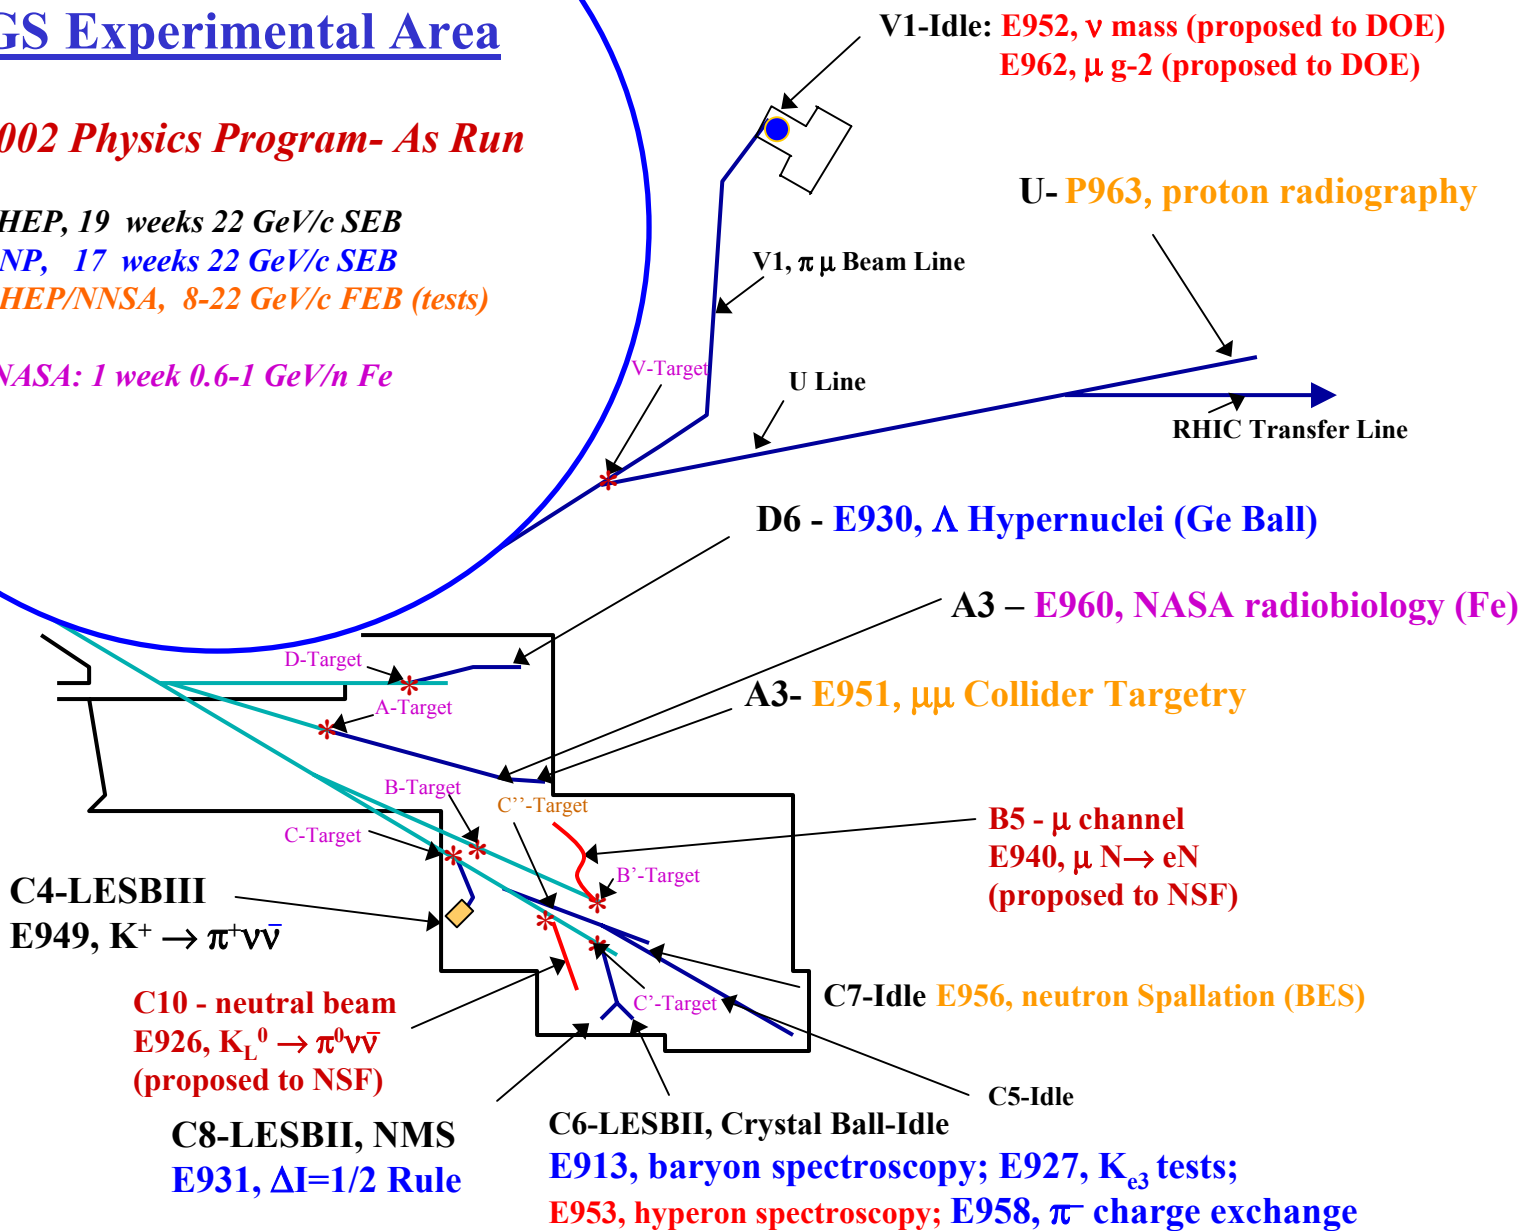 GS Experimental Area
002 Physics Program- As Run
HEP, 19 weeks 22 GeV/c SEB
NP, 17 weeks 22 GeV/c SEB
HEP/NNSA, 8-22 GeV/c FEB (tests)
NASA: 1 week 0.6-1 GeV/n Fe
V1-Idle: E952, ν mass (proposed to DOE)
E962, μ g-2 (proposed to DOE)
U- P963, proton radiography
V1, π μ Beam Line
V-Target
U Line
RHIC Transfer Line
D6 - E930, Λ Hypernuclei (Ge Ball)
A3 – E960, NASA radiobiology (Fe)
D-Target
A3- E951, μμ Collider Targetry
A-Target
B-Target
C’’-Target
C-Target
B5 - μ channel
E940, μ N→ eN
(proposed to NSF)
B’-Target
C4-LESBIII
E949, K⁺ → π⁺νν̄
C10 - neutral beam
E926, K_L⁰ → π⁰νν̄
(proposed to NSF)
C’-Target
C7-Idle E956, neutron Spallation (BES)
C5-Idle
C8-LESBII, NMS
E931, ΔI=1/2 Rule
C6-LESBII, Crystal Ball-Idle
E913, baryon spectroscopy; E927, K_e3 tests;
E953, hyperon spectroscopy; E958, π⁻ charge exchange